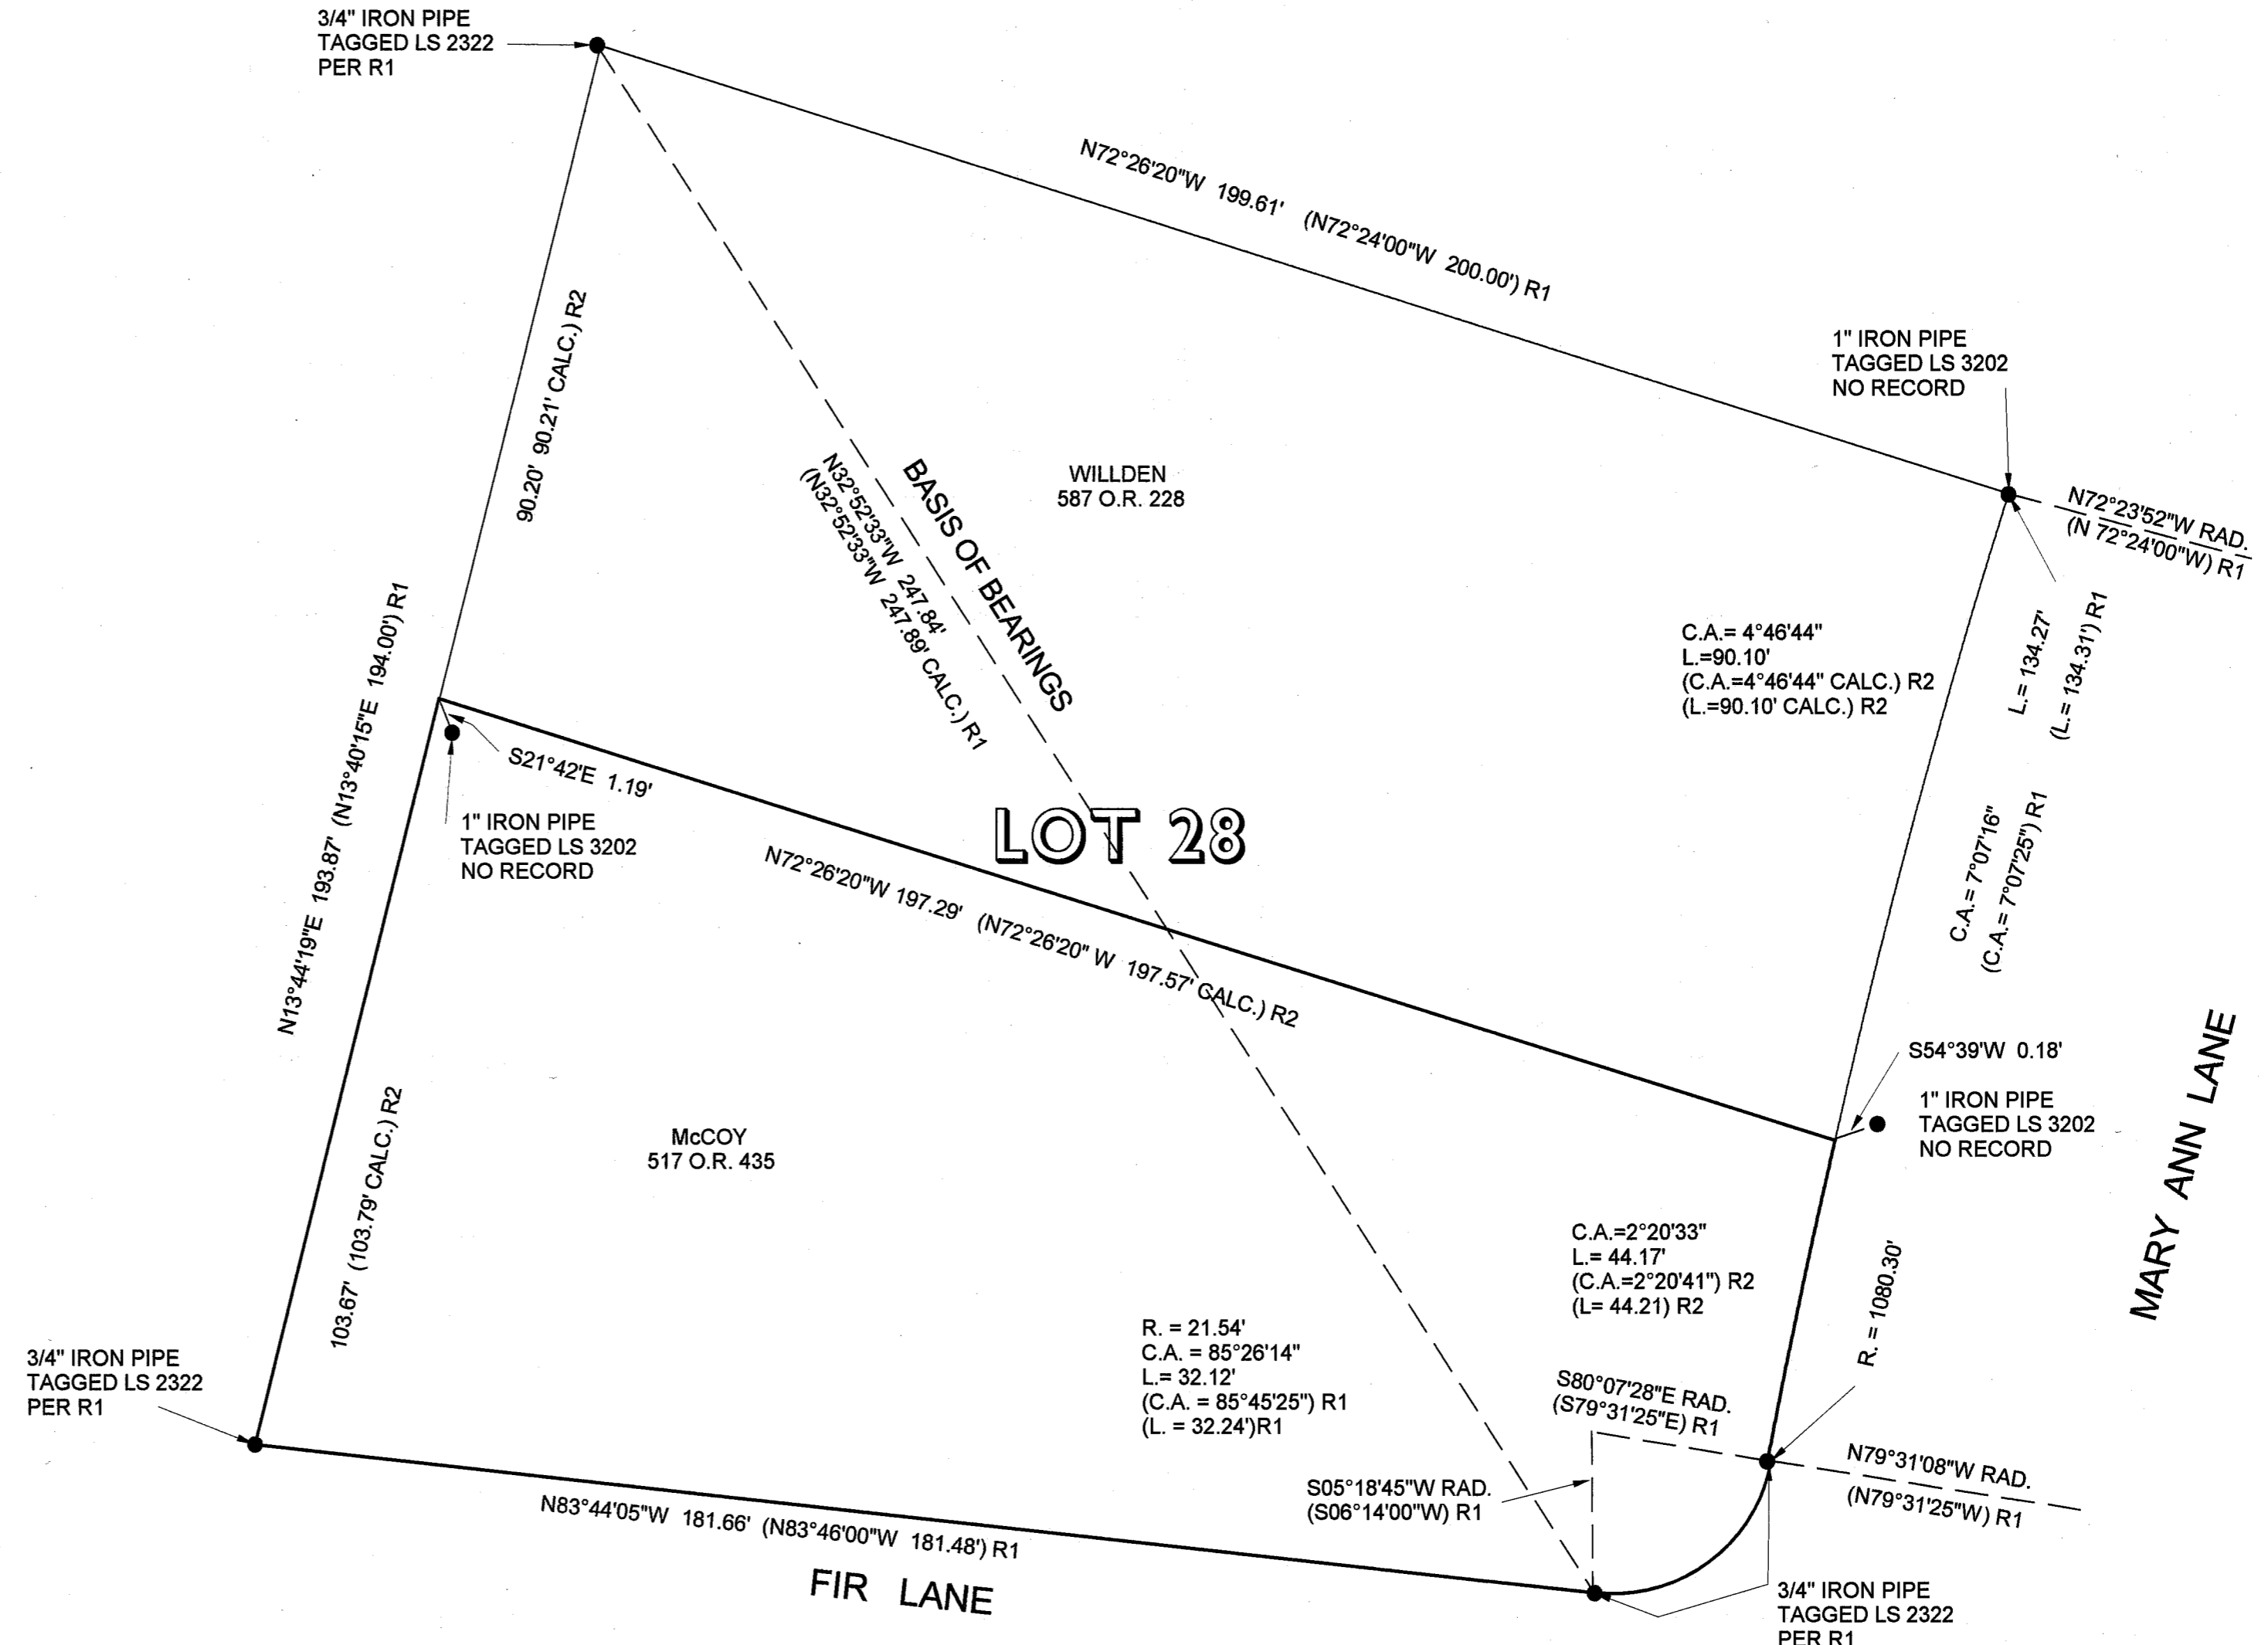 3/4" IRON PIPE
TAGGED LS 2322
PER R1
N72°26'20"W 199.61' (N72°24'00"W 200.00') R1
1" IRON PIPE
TAGGED LS 3202
NO RECORD
N72°23'52"W RAD.
(N 72°24'00"W) R1
90.20' 90.21' CALC.) R2
WILLDEN
587 O.R. 228
BASIS OF BEARINGS
N32°52'33"W 247.84'
(N32°52'33"W 247.89' CALC.) R1
C.A.= 4°46'44"
L.=90.10'
(C.A.=4°46'44" CALC.) R2
(L.=90.10' CALC.) R2
L.= 134.27'
(L.= 134.31') R1
C.A.= 7°07'16"
(C.A.= 7°07'25") R1
N13°44'19"E 193.87' (N13°40'15"E 194.00') R1
S21°42'E 1.19'
1" IRON PIPE
TAGGED LS 3202
NO RECORD
LOT 28
N72°26'20"W 197.29' (N72°26'20" W 197.57' CALC.) R2
S54°39'W 0.18'
1" IRON PIPE
TAGGED LS 3202
NO RECORD
MARY ANN LANE
103.67' (103.79' CALC.) R2
McCOY
517 O.R. 435
C.A.=2°20'33"
L.= 44.17'
(C.A.=2°20'41") R2
(L= 44.21) R2
R. = 1080.30'
R. = 21.54'
C.A. = 85°26'14"
L.= 32.12'
(C.A. = 85°45'25") R1
(L. = 32.24')R1
S80°07'28"E RAD.
(S79°31'25"E) R1
3/4" IRON PIPE
TAGGED LS 2322
PER R1
N79°31'08"W RAD.
(N79°31'25"W) R1
S05°18'45"W RAD.
(S06°14'00"W) R1
N83°44'05"W 181.66' (N83°46'00"W 181.48') R1
FIR LANE
3/4" IRON PIPE
TAGGED LS 2322
PER R1